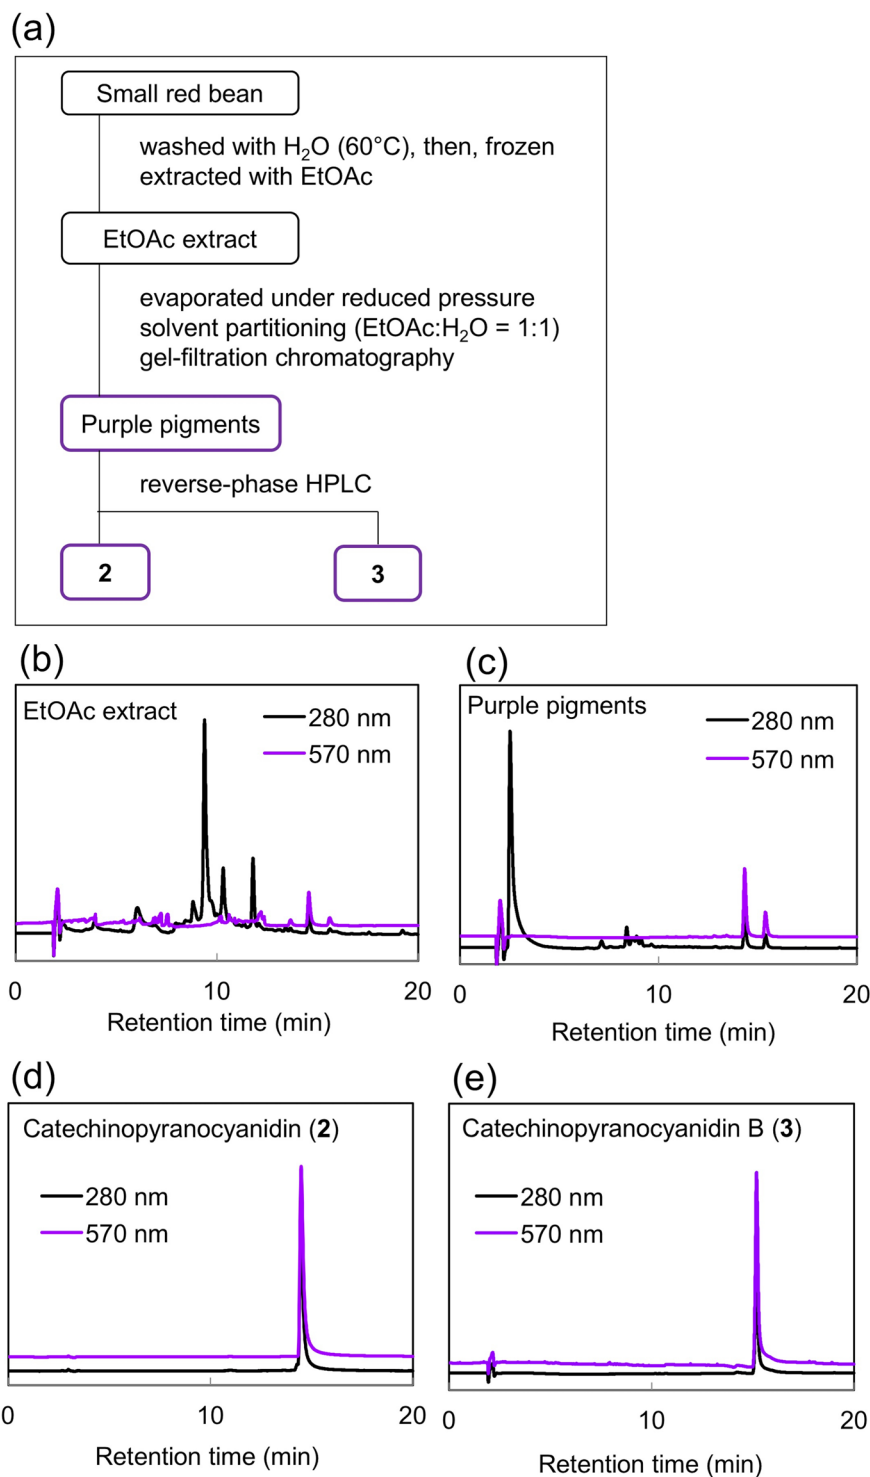 (a)
Small red bean
washed with H₂O (60°C), then, frozen
extracted with EtOAc
EtOAc extract
evaporated under reduced pressure
solvent partitioning (EtOAc:H₂O = 1:1)
gel-filtration chromatography
Purple pigments
reverse-phase HPLC
2
3
(b)
EtOAc extract
280 nm
570 nm
0
10
20
Retention time (min)
(c)
Purple pigments
280 nm
570 nm
0
10
20
Retention time (min)
(d)
Catechinopyranocyanidin (2)
280 nm
570 nm
0
10
20
Retention time (min)
(e)
Catechinopyranocyanidin B (3)
280 nm
570 nm
0
10
20
Retention time (min)